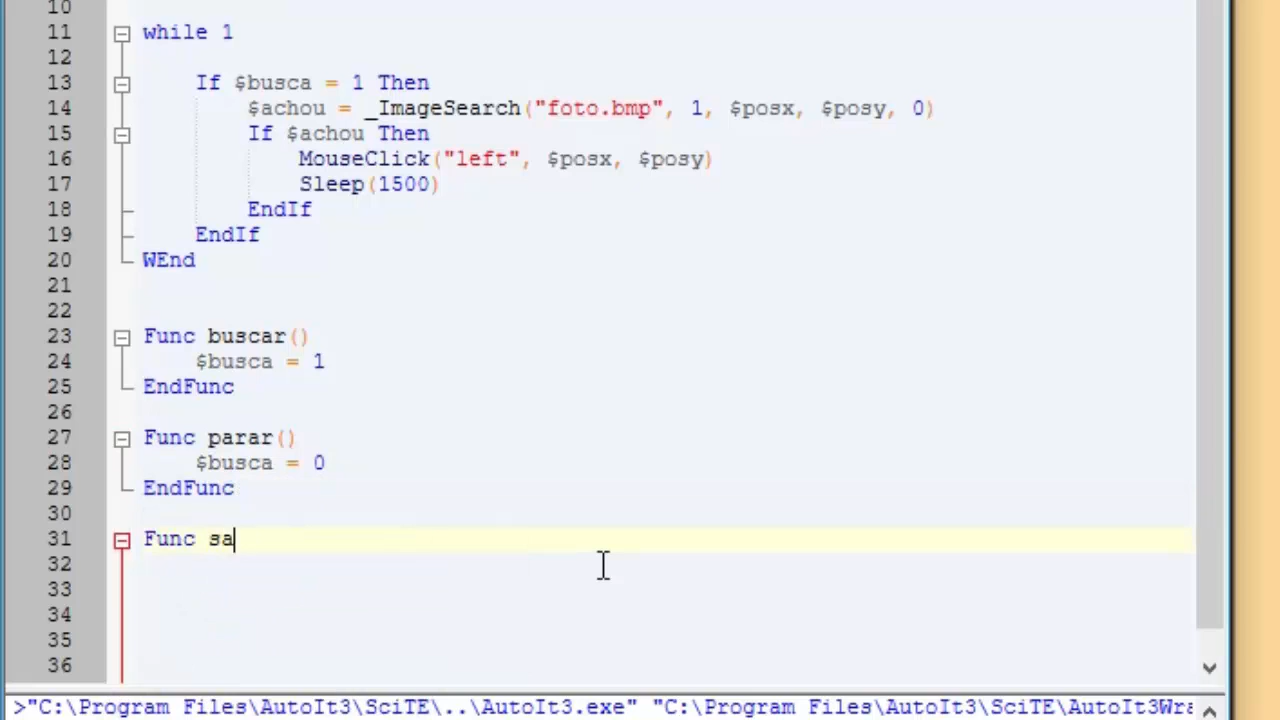 10
11 while 1
12
13 If $busca = 1 Then
14 $achou = _ImageSearch("foto.bmp", 1, $posx, $posy, 0)
15 If $achou Then
16 MouseClick("left", $posx, $posy)
17 Sleep(1500)
18 EndIf
19 EndIf
20 WEnd
21
22
23 Func buscar()
24 $busca = 1
25 EndFunc
26
27 Func parar()
28 $busca = 0
29 EndFunc
30
31 Func sa
32
33
34
35
36
>"C:\Program Files\AutoIt3\SciTE\..\AutoIt3.exe" "C:\Program Files\AutoIt3\SciTE\AutoIt3Wra